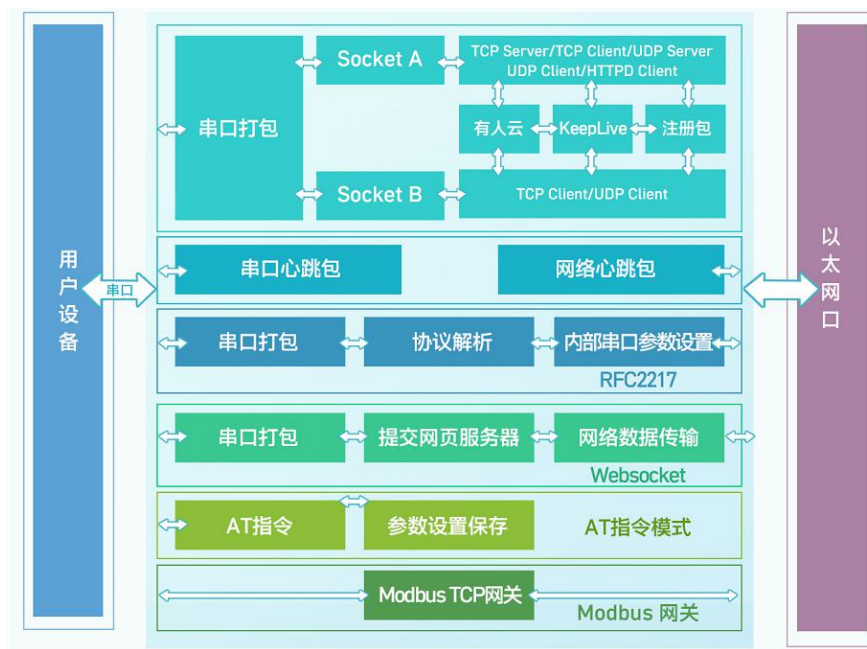 用户设备
串口
串口打包
Socket A
TCP Server/TCP Client/UDP Server
UDP Client/HTTPD Client
有人云
KeepLive
注册包
Socket B
TCP Client/UDP Client
串口心跳包
网络心跳包
串口打包
协议解析
内部串口参数设置
RFC2217
串口打包
提交网页服务器
网络数据传输
Websocket
AT指令
参数设置保存
AT指令模式
Modbus TCP网关
Modbus 网关
以太网口